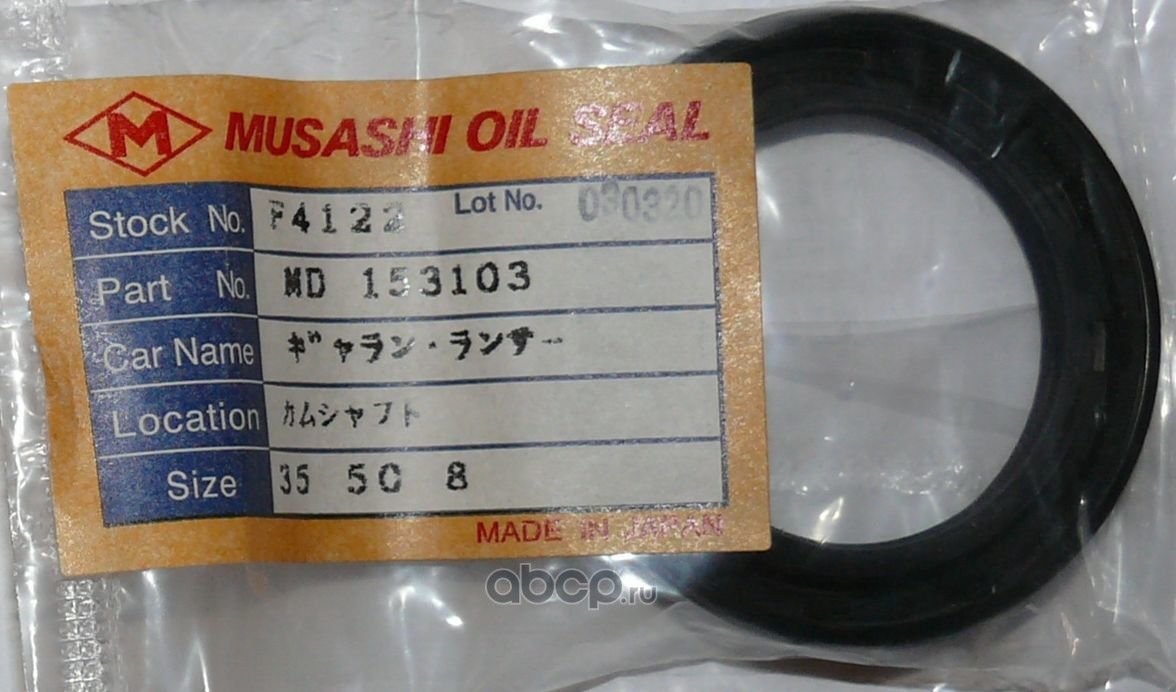 M MUSASHI OIL SEAL
Stock No. F4122 Lot No. 030320
Part No. MD 153103
Car Name ギャラン・ランサー
Location カムシャフト
Size 35 50 8
MADE IN JAPAN
abcp.ru